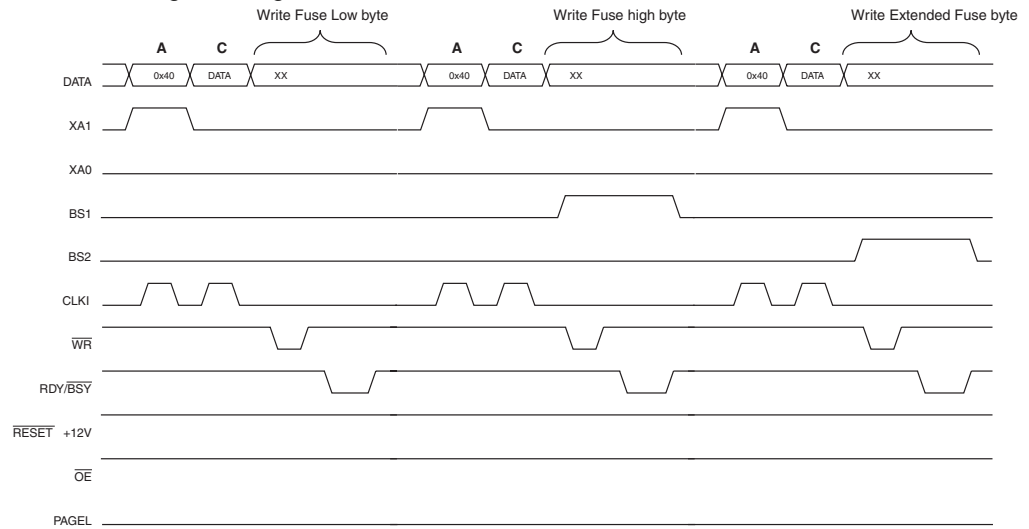 Write Fuse Low byte Write Fuse high byte Write Extended Fuse byte
A C A C A C
DATA 0x40 DATA XX 0x40 DATA XX 0x40 DATA XX
XA1
XA0
BS1
BS2
CLKI
WR
RDY/BSY
RESET +12V
OE
PAGEL